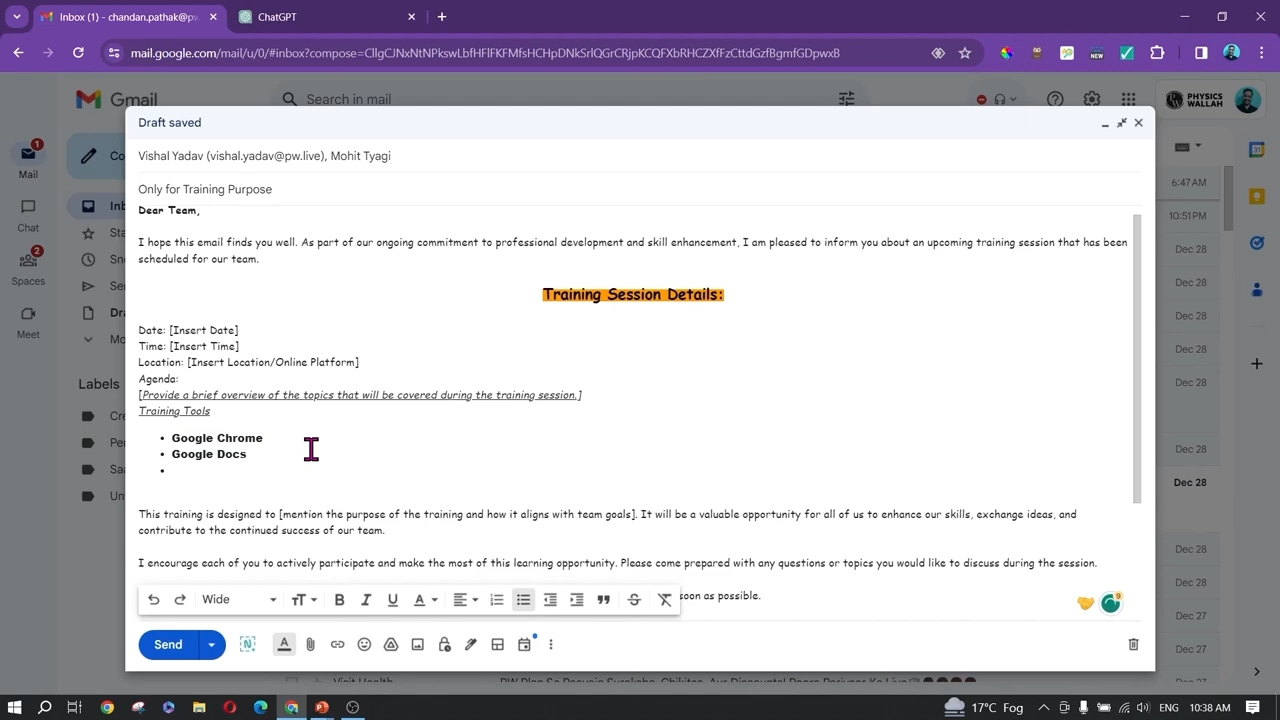 Inbox (1) - chandan.pathak@pw
ChatGPT
mail.google.com/mail/u/0/#inbox?compose=CllgCJNxNtNPkswLbfHFlFKFMfsHCHpDNkSrlQGrCRjpKCQFXbRHCZXfFzCttdGzfBgmfGDpwxB
NEW
Gmail
Search in mail
PHYSICS
WALLAH
1
Mail
Chat
2
Spaces
Meet
Labels
Draft saved
Vishal Yadav (vishal.yadav@pw.live), Mohit Tyagi
Only for Training Purpose
Dear Team,
I hope this email finds you well. As part of our ongoing commitment to professional development and skill enhancement, I am pleased to inform you about an upcoming training session that has been
scheduled for our team.
Training Session Details:
Date: [Insert Date]
Time: [Insert Time]
Location: [Insert Location/Online Platform]
Agenda:
[Provide a brief overview of the topics that will be covered during the training session.]
Training Tools
• Google Chrome
• Google Docs
•
This training is designed to [mention the purpose of the training and how it aligns with team goals]. It will be a valuable opportunity for all of us to enhance our skills, exchange ideas, and
contribute to the continued success of our team.
I encourage each of you to actively participate and make the most of this learning opportunity. Please come prepared with any questions or topics you would like to discuss during the session.
soon as possible.
Wide
Send
9
6:47 AM
10:51 PM
Dec 28
Dec 28
Dec 28
Dec 28
Dec 28
Dec 28
Dec 28
Dec 28
Dec 28
Dec 28
Dec 27
Dec 27
Dec 27
Visit Health
17°C Fog
ENG
10:38 AM